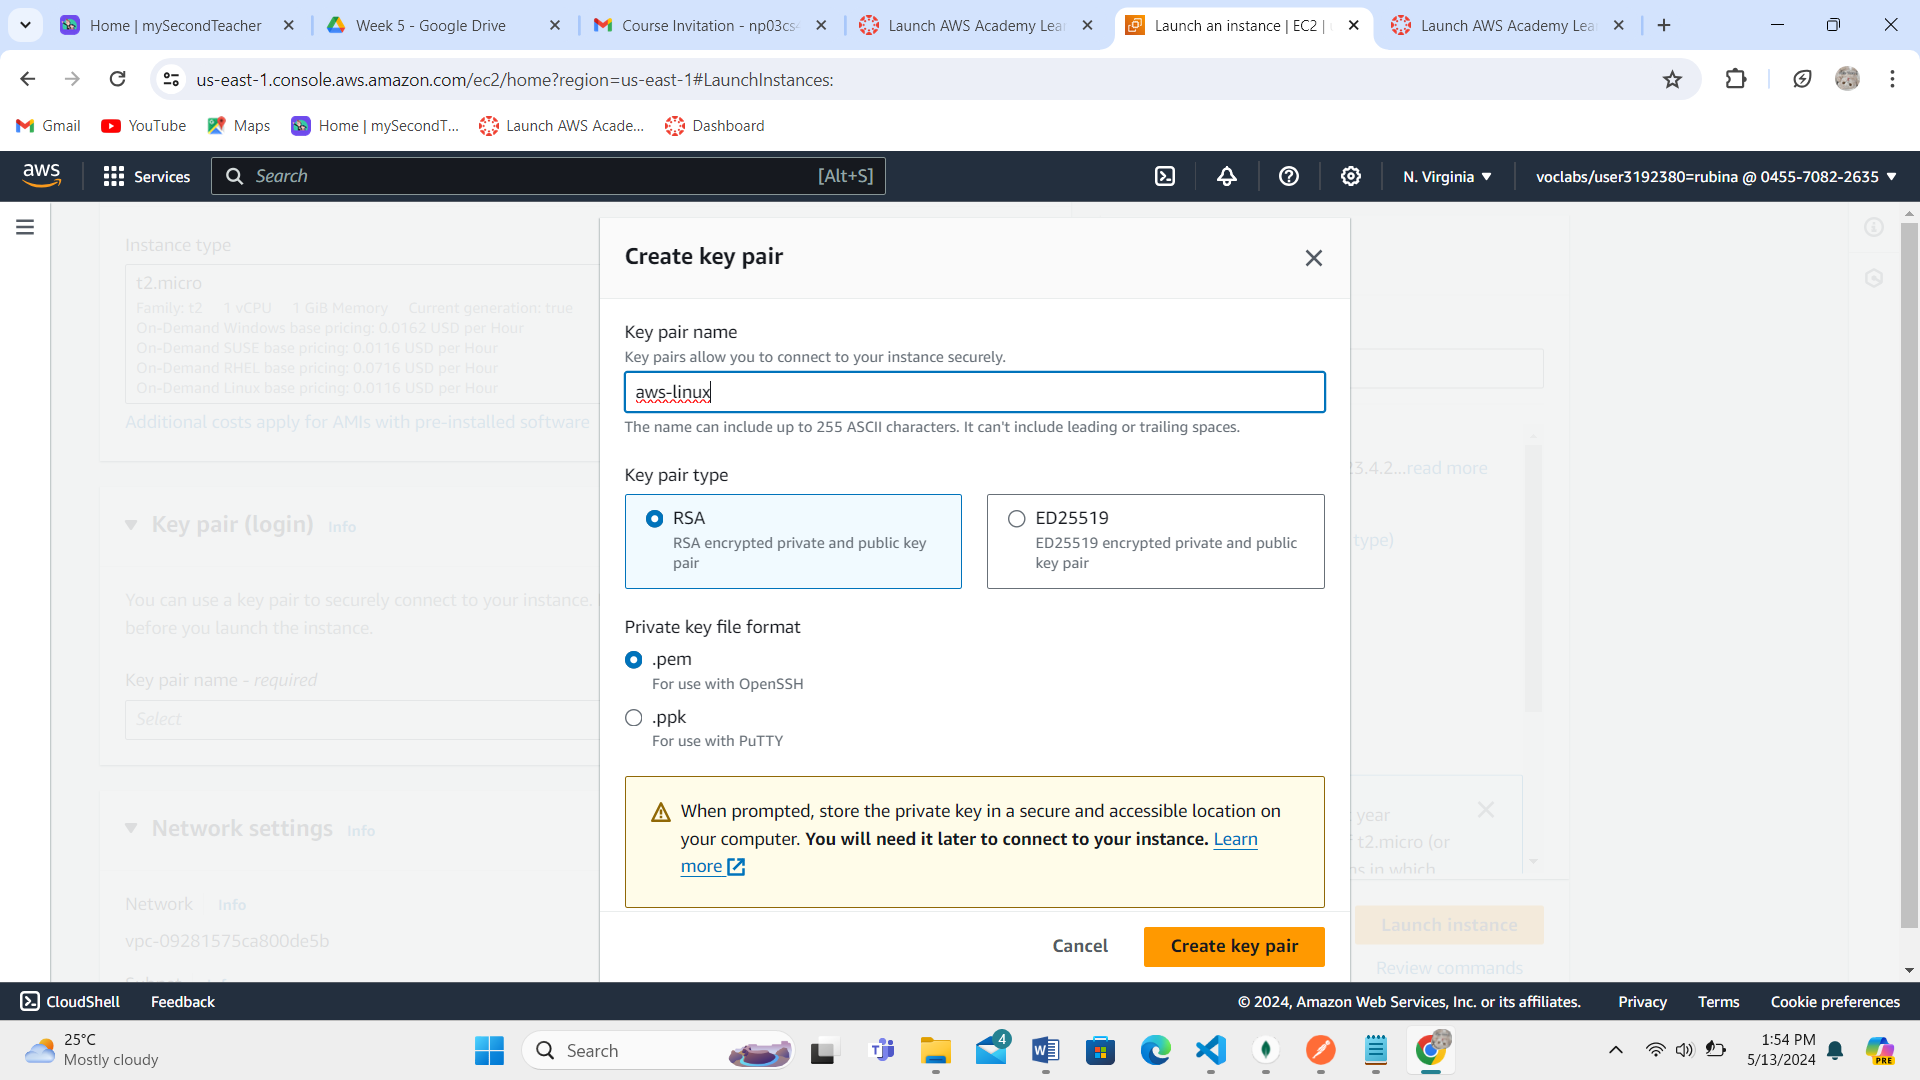 Home | mySecondTeacher
Week 5 - Google Drive
Course Invitation - np03cs4
Launch AWS Academy Lea
Launch an instance | EC2 |
Launch AWS Academy Lea
us-east-1.console.aws.amazon.com/ec2/home?region=us-east-1#LaunchInstances:
Gmail
YouTube
Maps
Home | mySecondT...
Launch AWS Acade...
Dashboard
aws
Services
Search
[Alt+S]
N. Virginia
voclabs/user3192380=rubina @ 0455-7082-2635
Instance type
t2.micro
Family: t2 1 vCPU 1 GiB Memory Current generation: true
On-Demand Windows base pricing: 0.0162 USD per Hour
On-Demand SUSE base pricing: 0.0116 USD per Hour
On-Demand RHEL base pricing: 0.0716 USD per Hour
On-Demand Linux base pricing: 0.0116 USD per Hour
Additional costs apply for AMIs with pre-installed software
Key pair (login) Info
You can use a key pair to securely connect to your instance.
before you launch the instance.
Key pair name - required
Select
Network settings Info
Network Info
vpc-09281575ca800de5b
Create key pair
Key pair name
Key pairs allow you to connect to your instance securely.
aws-linux
The name can include up to 255 ASCII characters. It can't include leading or trailing spaces.
Key pair type
RSA
RSA encrypted private and public key
pair
ED25519
ED25519 encrypted private and public
key pair
Private key file format
.pem
For use with OpenSSH
.ppk
For use with PuTTY
When prompted, store the private key in a secure and accessible location on
your computer. You will need it later to connect to your instance. Learn
more
Cancel
Create key pair
23.4.2...read more
type)
year
t2.micro (or
in which
Launch instance
Review commands
CloudShell
Feedback
© 2024, Amazon Web Services, Inc. or its affiliates.
Privacy
Terms
Cookie preferences
25°C
Mostly cloudy
Search
4
1:54 PM
5/13/2024
PRE